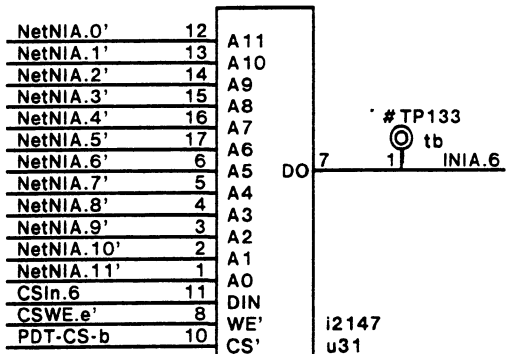 NetNIA.0' 12 A11
NetNIA.1' 13 A10
NetNIA.2' 14 A9
NetNIA.3' 15 A8
NetNIA.4' 16 A7
NetNIA.5' 17 A6
NetNIA.6' 6 A5
NetNIA.7' 5 A4
NetNIA.8' 4 A3
NetNIA.9' 3 A2
NetNIA.10' 2 A1
NetNIA.11' 1 A0
CSIn.6 11 DIN
CSWE.e' 8 WE'
PDT-CS-b 10 CS'
#TP133
tb
DO 7 1 INIA.6
i2147
u31